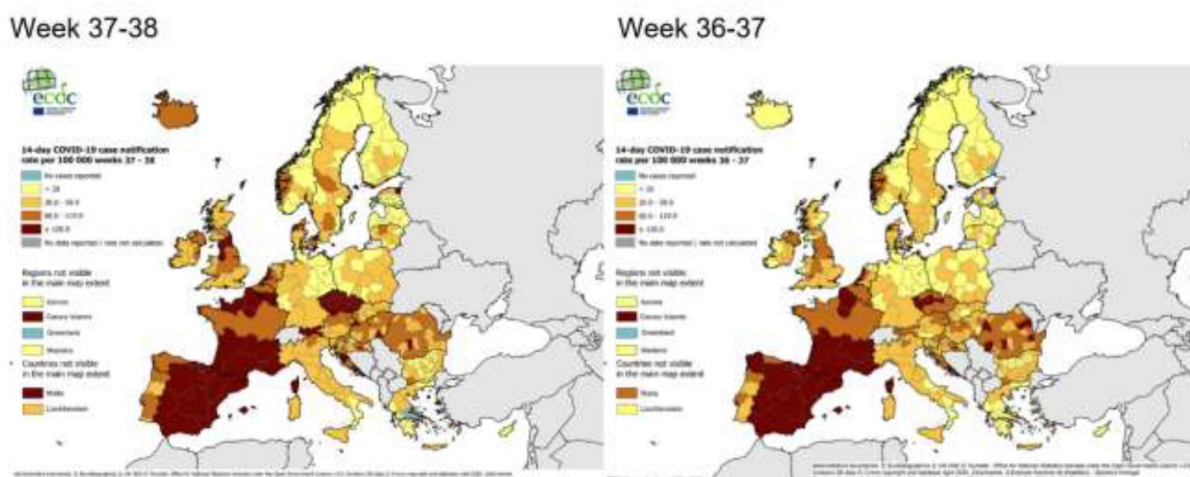 Week 37-38
ecdc
14-day COVID-19 case notification
rate per 100 000 weeks 37 - 38
No cases reported
< 20
20.0 - 59.9
60.0 - 119.9
≥ 120.0
No data reported / rate not calculated
Regions not visible
in the main map extent
Azores
Canary Islands
Greenland
Madeira
Countries not visible
in the main map extent
Malta
Liechtenstein
Week 36-37
ecdc
14-day COVID-19 case notification
rate per 100 000 weeks 36 - 37
No cases reported
< 20
20.0 - 59.9
60.0 - 119.9
≥ 120.0
No data reported / rate not calculated
Regions not visible
in the main map extent
Azores
Canary Islands
Greenland
Madeira
Countries not visible
in the main map extent
Malta
Liechtenstein